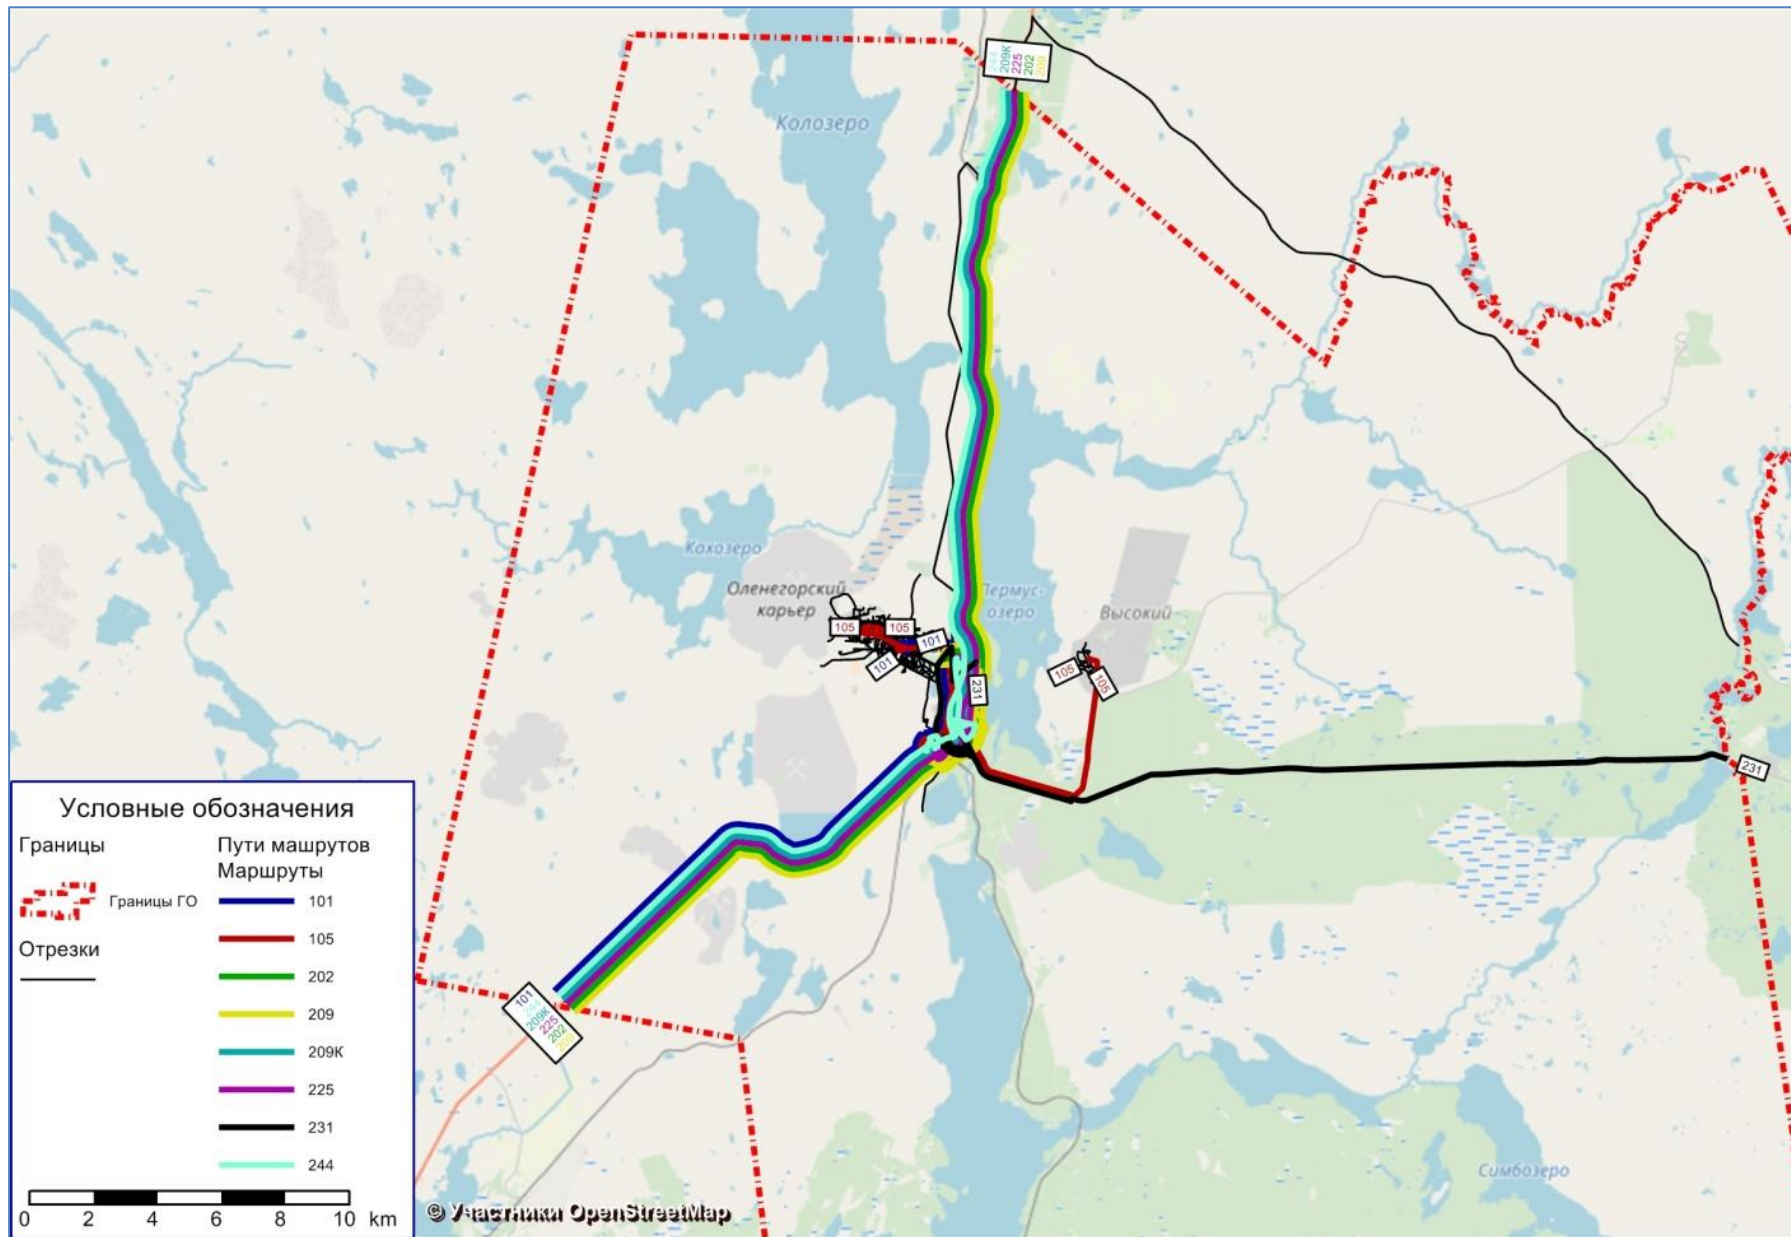 244
209К
225
202
209
Колозеро
Кахозеро
Оленегорский
карьер
Пермус-
озеро
Высокий
105
105
101
101
231
105
105
231
101
244
209К
225
202
209
Симбозеро
Условные обозначения
Границы
Границы ГО
Отрезки
Пути машрутов
Маршруты
101
105
202
209
209К
225
231
244
0 2 4 6 8 10 km
© Участники OpenStreetMap